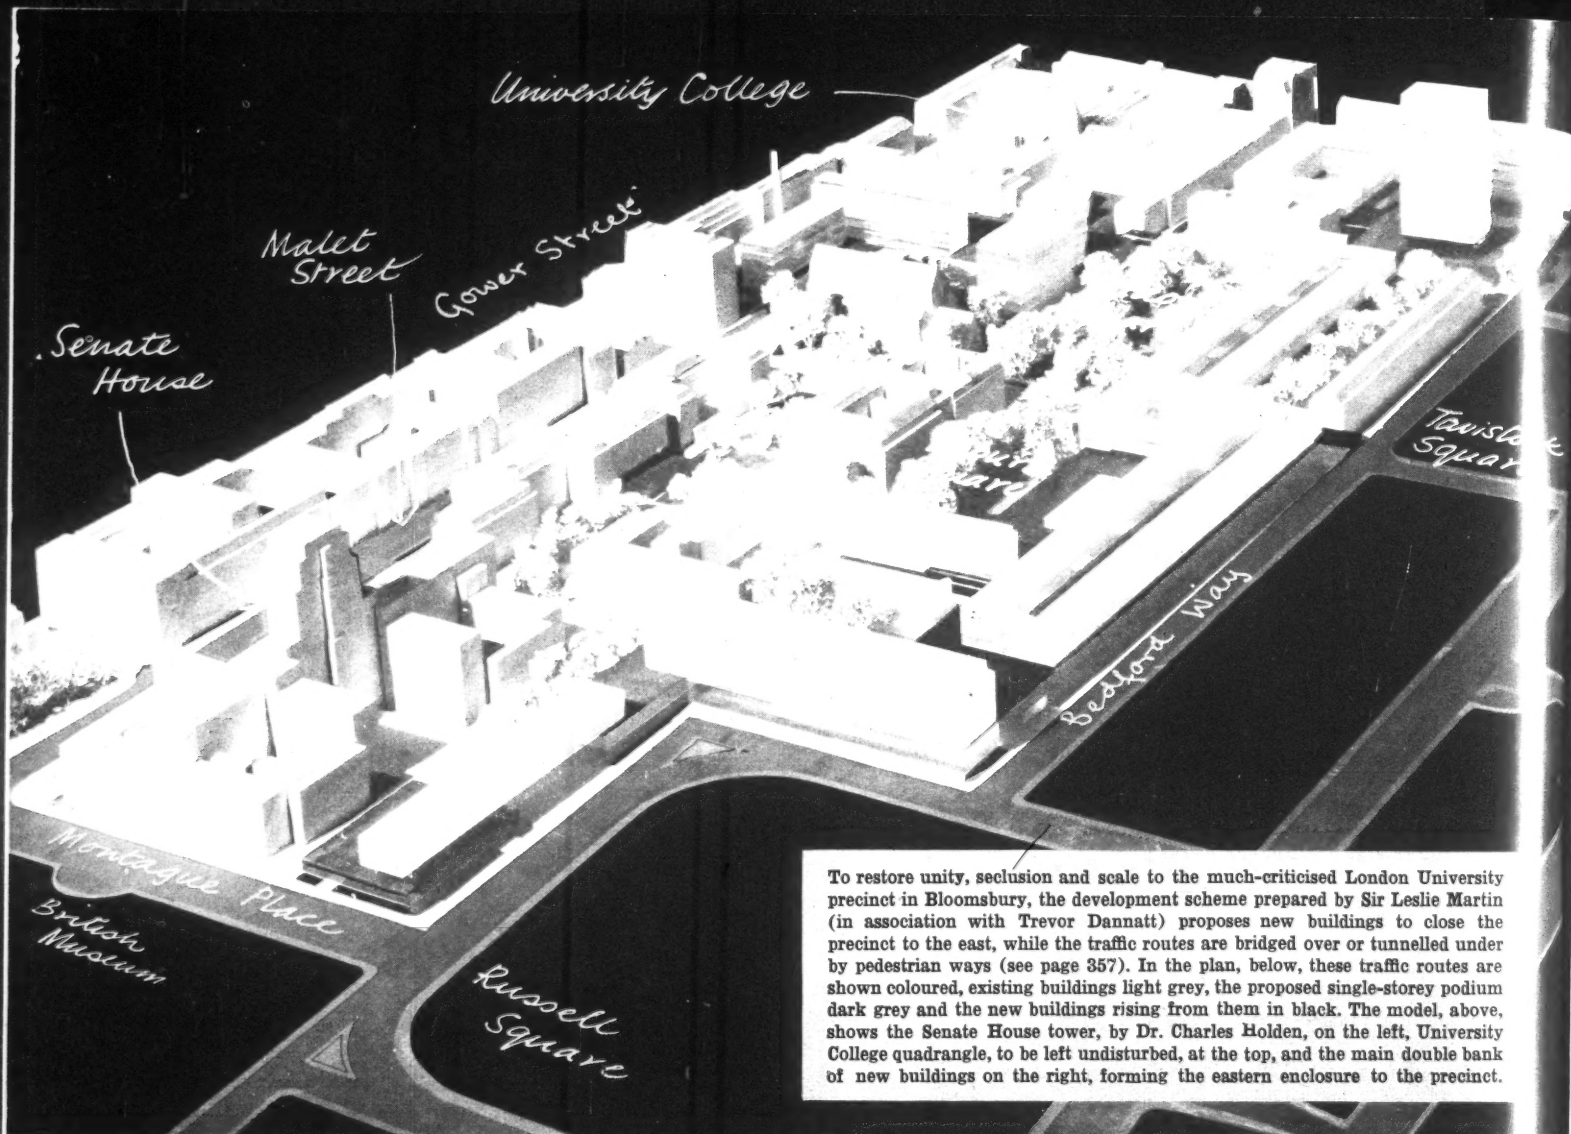 University College
Malet
Street
Gower Street
Senate
House
Square
Bedford Way
Montague Place
British
Museum
Russell
Square
To restore unity, seclusion and scale to the much-criticised London University
precinct in Bloomsbury, the development scheme prepared by Sir Leslie Martin
(in association with Trevor Dannatt) proposes new buildings to close the
precinct to the east, while the traffic routes are bridged over or tunnelled under
by pedestrian ways (see page 357). In the plan, below, these traffic routes are
shown coloured, existing buildings light grey, the proposed single-storey podium
dark grey and the new buildings rising from them in black. The model, above,
shows the Senate House tower, by Dr. Charles Holden, on the left, University
College quadrangle, to be left undisturbed, at the top, and the main double bank
of new buildings on the right, forming the eastern enclosure to the precinct.